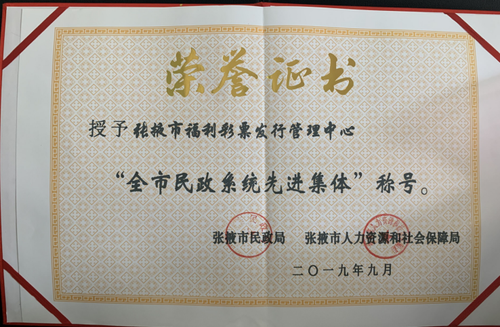 荣誉证书
授予张掖市福利彩票发行管理中心
“全市民政系统先进集体”称号。
张掖市民政局 张掖市人力资源和社会保障局
二〇一九年九月